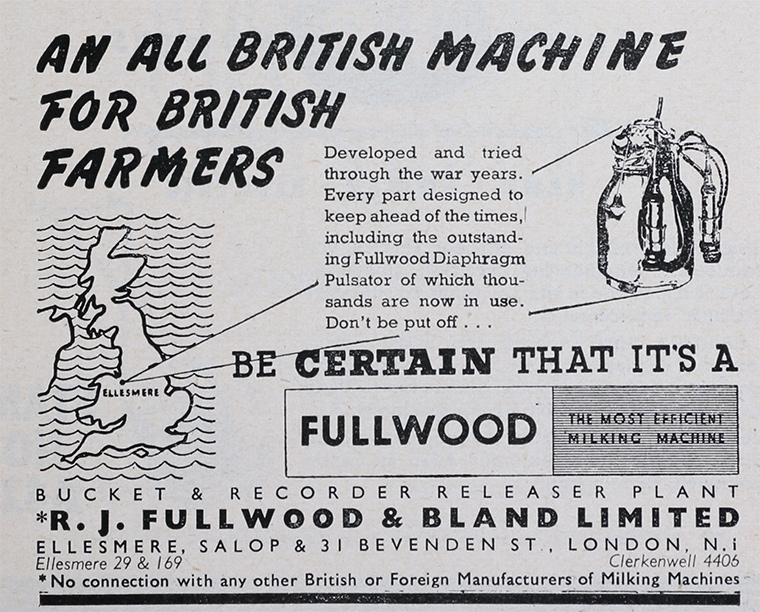 AN ALL BRITISH MACHINE
FOR BRITISH
FARMERS
Developed and tried
through the war years.
Every part designed to
keep ahead of the times,
including the outstand-
ing Fullwood Diaphragm
Pulsator of which thou-
sands are now in use.
Don't be put off . . .
ELLESMERE
BE CERTAIN THAT IT'S A
FULLWOOD
THE MOST EFFICIENT
MILKING MACHINE
BUCKET & RECORDER RELEASER PLANT
*R. J. FULLWOOD & BLAND LIMITED
ELLESMERE, SALOP & 31 BEVENDEN ST., LONDON, N.i
Ellesmere 29 & 169 Clerkenwell 4406
* No connection with any other British or Foreign Manufacturers of Milking Machines